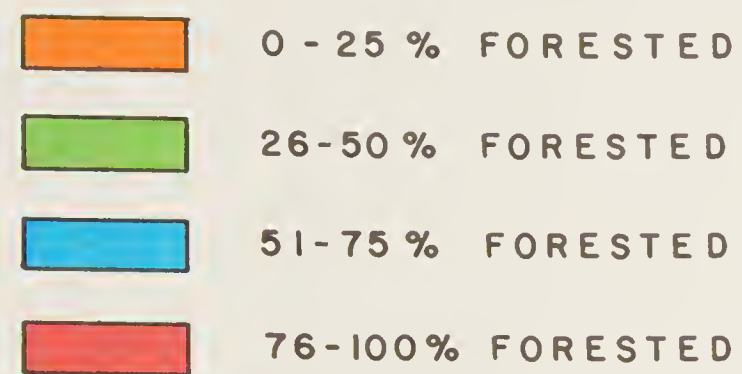 0 - 25 % FORESTED
26-50 % FORESTED
51-75 % FORESTED
76-100% FORESTED